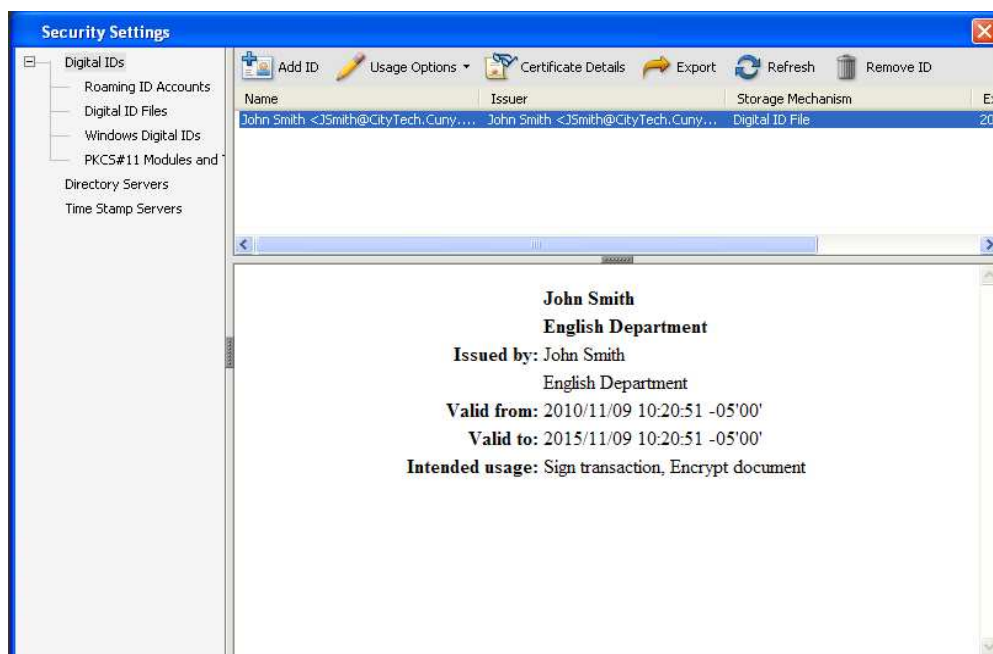 Security Settings
Digital IDs
Roaming ID Accounts
Digital ID Files
Windows Digital IDs
PKCS#11 Modules and
Directory Servers
Time Stamp Servers
Add ID Usage Options Certificate Details Export Refresh Remove ID
Name Issuer Storage Mechanism
John Smith <JSmith@CityTech.Cuny.... John Smith <JSmith@CityTech.Cuny... Digital ID File 20
John Smith
English Department
Issued by: John Smith
English Department
Valid from: 2010/11/09 10:20:51 -05'00'
Valid to: 2015/11/09 10:20:51 -05'00'
Intended usage: Sign transaction, Encrypt document